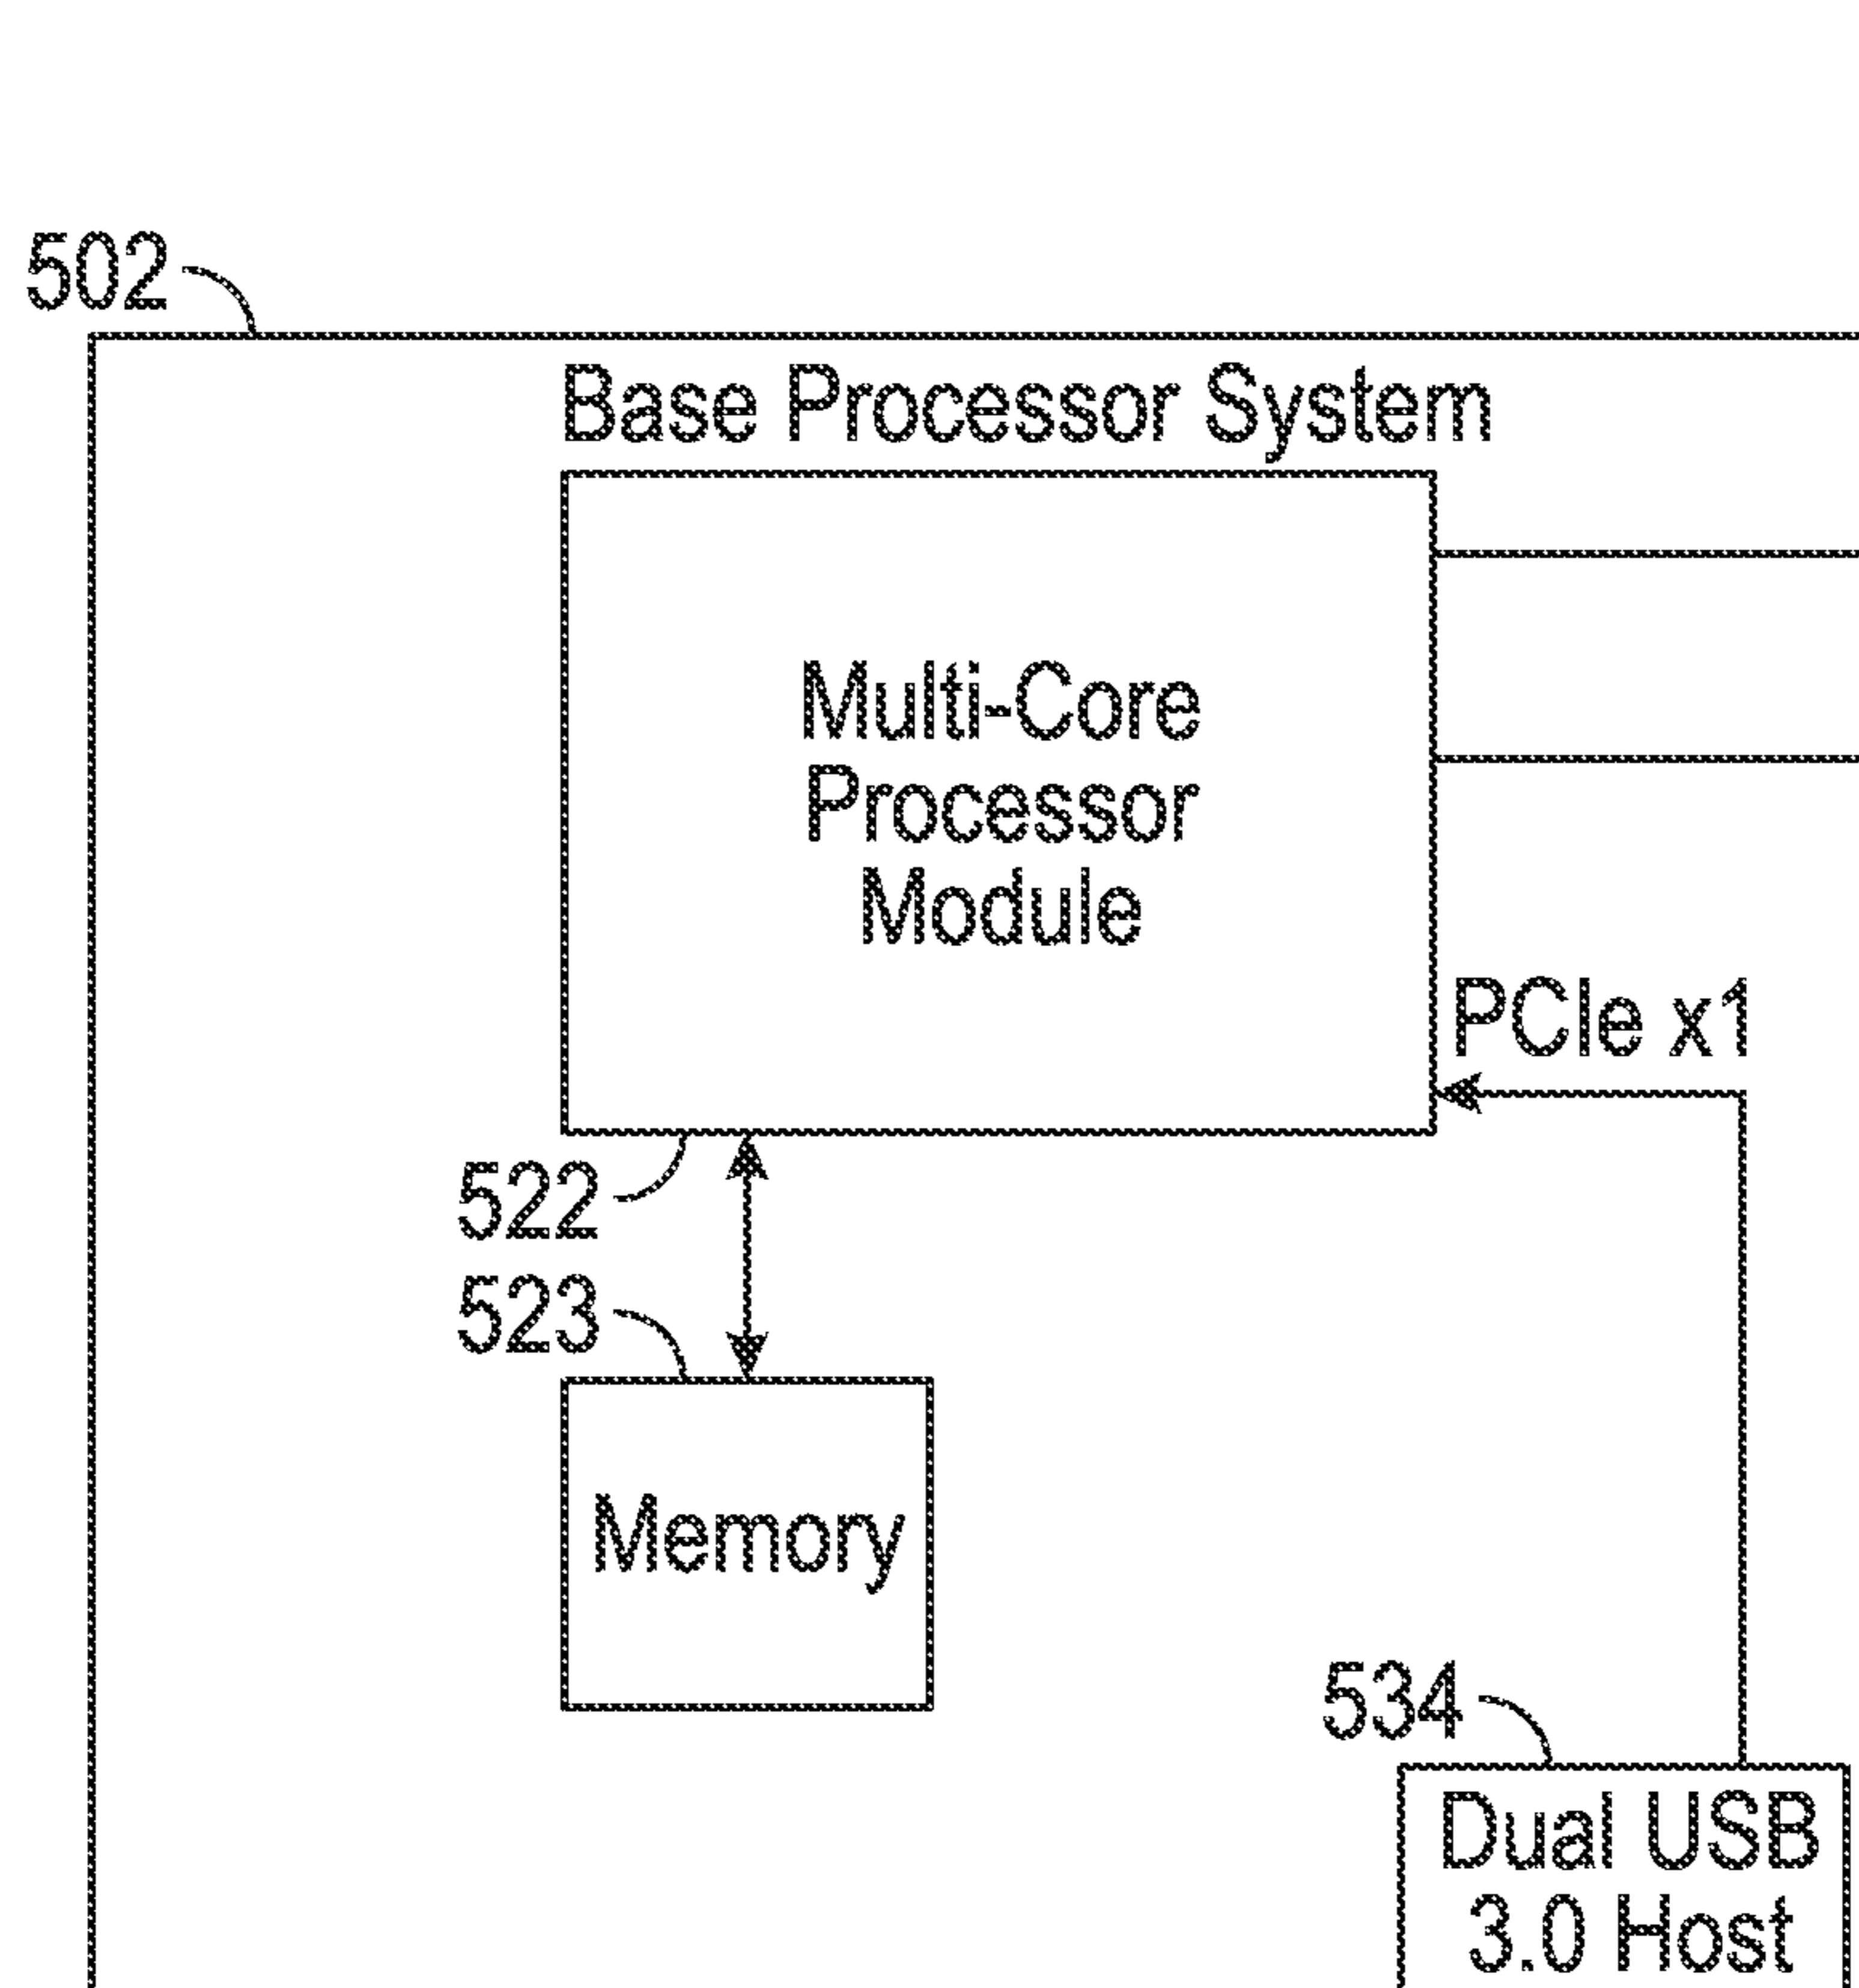 502
Base Processor System
Multi-Core
Processor
Module
PCIe x1
522
523
Memory
534
Dual USB
3.0 Host